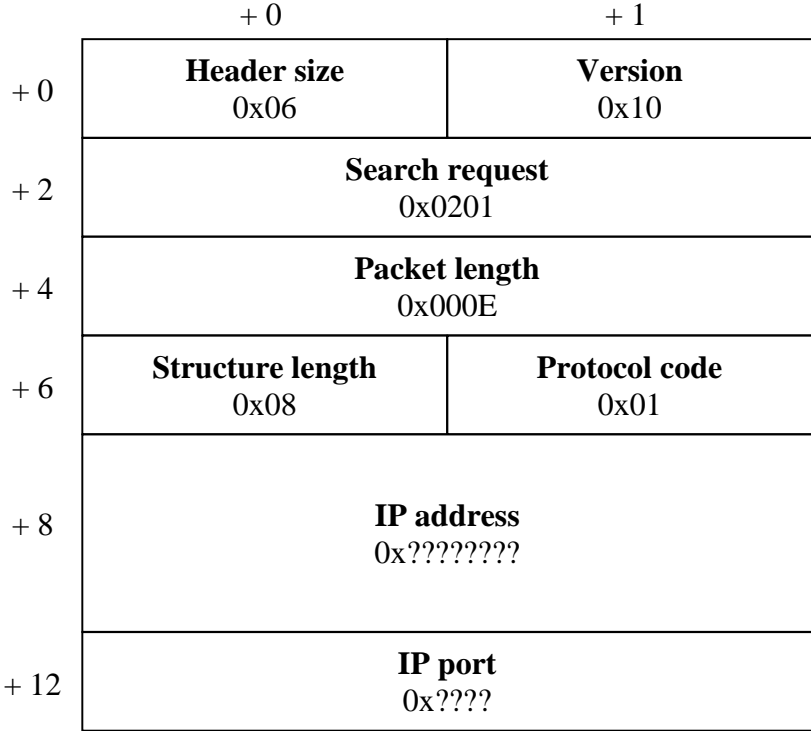 + 0 + 1
+ 0
Header size Version
0x06 0x10
+ 2
Search request
0x0201
+ 4
Packet length
0x000E
+ 6
Structure length Protocol code
0x08 0x01
+ 8
IP address
0x????????
+ 12
IP port
0x????